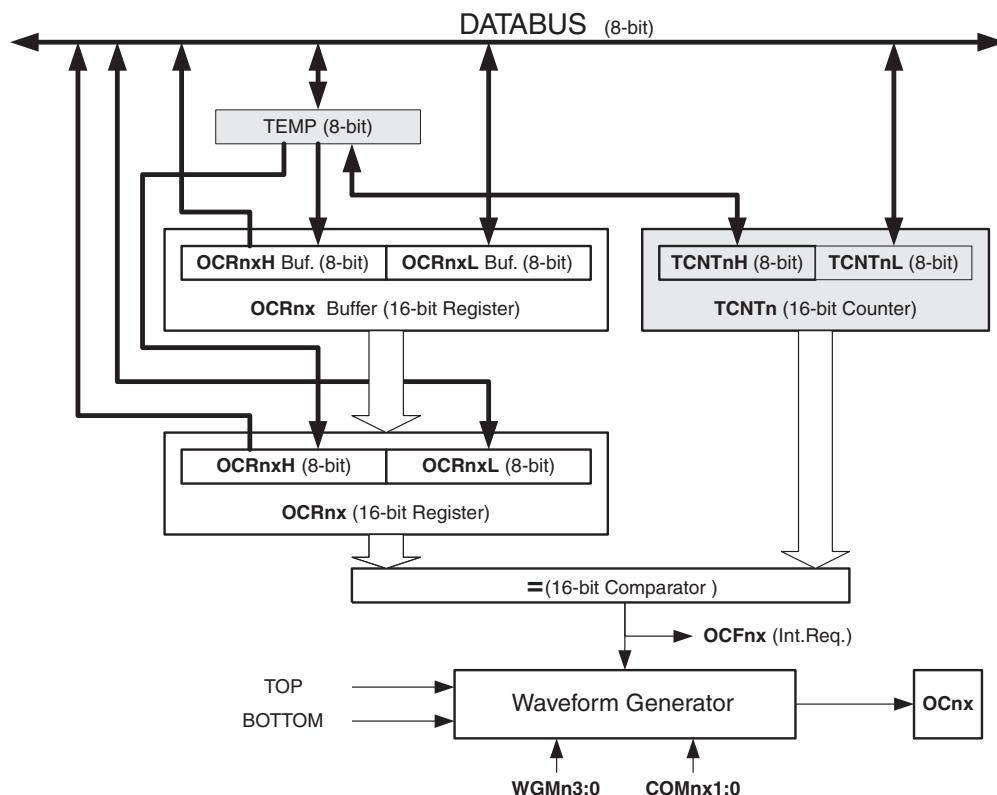 DATABUS (8-bit)
TEMP (8-bit)
OCRnxH Buf. (8-bit) OCRnxL Buf. (8-bit)
OCRnx Buffer (16-bit Register)
TCNTnH (8-bit) TCNTnL (8-bit)
TCNTn (16-bit Counter)
OCRnxH (8-bit) OCRnxL (8-bit)
OCRnx (16-bit Register)
=(16-bit Comparator )
OCFnx (Int.Req.)
TOP
BOTTOM
Waveform Generator
OCnx
WGMn3:0 COMnx1:0